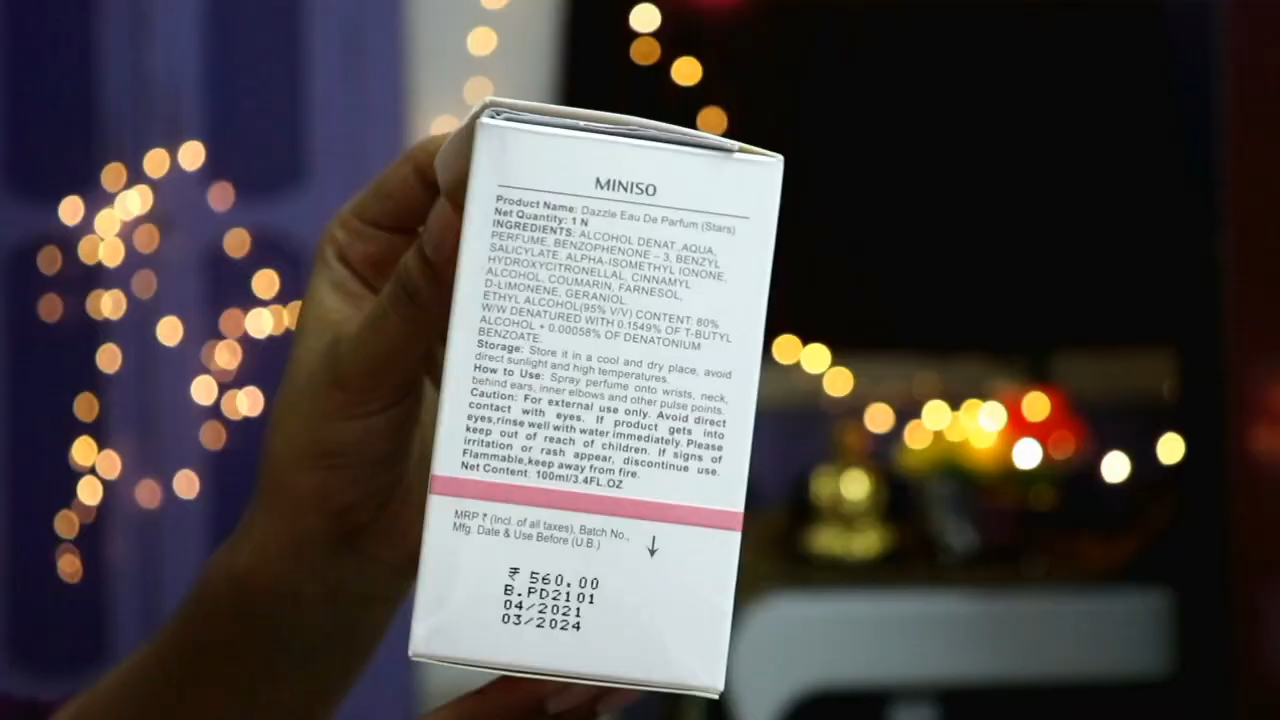 MINISO
Product Name: Dazzle Eau De Parfum (Stars)
Net Quantity: 1 N
INGREDIENTS: ALCOHOL DENAT.,AQUA,
PERFUME, BENZOPHENONE – 3, BENZYL
SALICYLATE, ALPHA-ISOMETHYL IONONE,
HYDROXYCITRONELLAL, CINNAMYL
ALCOHOL, COUMARIN, FARNESOL,
D-LIMONENE, GERANIOL.
ETHYL ALCOHOL(95% V/V) CONTENT: 80%
W/W DENATURED WITH 0.1549% OF T-BUTYL
ALCOHOL + 0.00058% OF DENATONIUM
BENZOATE.
Storage: Store it in a cool and dry place, avoid
direct sunlight and high temperatures.
How to Use: Spray perfume onto wrists, neck,
behind ears, inner elbows and other pulse points.
Caution: For external use only. Avoid direct
contact with eyes. If product gets into
eyes,rinse well with water immediately. Please
keep out of reach of children. If signs of
irritation or rash appear, discontinue use.
Flammable,keep away from fire.
Net Content: 100ml/3.4FL.OZ
MRP ₹ (Incl. of all taxes), Batch No.,
Mfg. Date & Use Before (U.B.)
₹ 560.00
B.PD2101
04/2021
03/2024